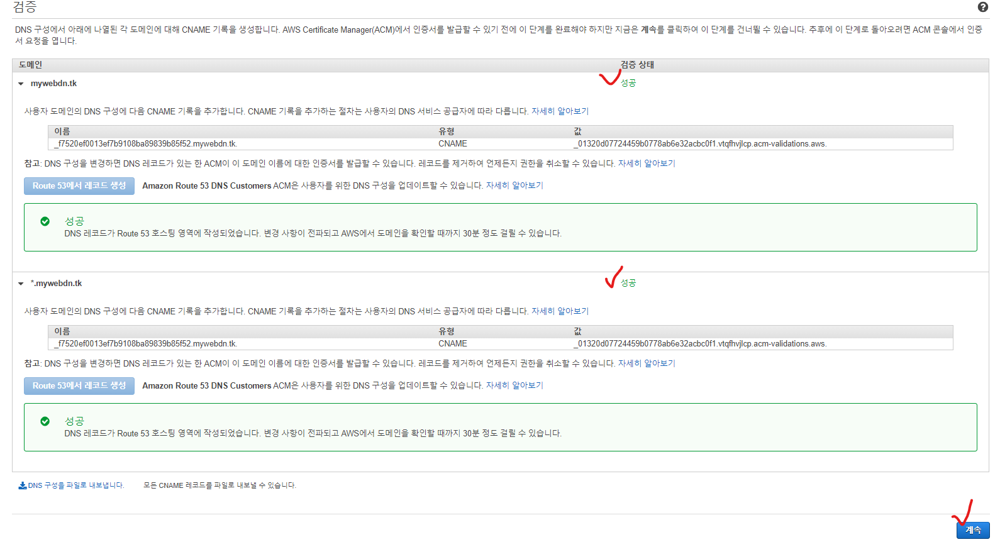 검증
DNS 구성에서 아래에 나열된 각 도메인에 대해 CNAME 기록을 생성합니다. AWS Certificate Manager(ACM)에서 인증서를 발급할 수 있기 전에 이 단계를 완료해야 하지만 지금은 계속를 클릭하여 이 단계를 건너뛸 수 있습니다. 추후에 이 단계로 돌아오려면 ACM 콘솔에서 인증
서 요청을 엽니다.
도메인 검증 상태
mywebdn.tk 성공
사용자 도메인의 DNS 구성에 다음 CNAME 기록을 추가합니다. CNAME 기록을 추가하는 절차는 사용자의 DNS 서비스 공급자에 따라 다릅니다. 자세히 알아보기
이름 유형 값
_f7520ef0013ef7b9108ba89839b85f52.mywebdn.tk. CNAME _01320d07724459b0778ab6e32acbc0f1.vtqfhvjlcp.acm-validations.aws.
참고: DNS 구성을 변경하면 DNS 레코드가 있는 한 ACM이 이 도메인 이름에 대한 인증서를 발급할 수 있습니다. 레코드를 제거하여 언제든지 권한을 취소할 수 있습니다. 자세히 알아보기
Route 53에서 레코드 생성 Amazon Route 53 DNS Customers ACM은 사용자를 위한 DNS 구성을 업데이트할 수 있습니다. 자세히 알아보기
성공
DNS 레코드가 Route 53 호스팅 영역에 작성되었습니다. 변경 사항이 전파되고 AWS에서 도메인을 확인할 때까지 30분 정도 걸릴 수 있습니다.
*.mywebdn.tk 성공
사용자 도메인의 DNS 구성에 다음 CNAME 기록을 추가합니다. CNAME 기록을 추가하는 절차는 사용자의 DNS 서비스 공급자에 따라 다릅니다. 자세히 알아보기
이름 유형 값
_f7520ef0013ef7b9108ba89839b85f52.mywebdn.tk. CNAME _01320d07724459b0778ab6e32acbc0f1.vtqfhvjlcp.acm-validations.aws.
참고: DNS 구성을 변경하면 DNS 레코드가 있는 한 ACM이 이 도메인 이름에 대한 인증서를 발급할 수 있습니다. 레코드를 제거하여 언제든지 권한을 취소할 수 있습니다. 자세히 알아보기
Route 53에서 레코드 생성 Amazon Route 53 DNS Customers ACM은 사용자를 위한 DNS 구성을 업데이트할 수 있습니다. 자세히 알아보기
성공
DNS 레코드가 Route 53 호스팅 영역에 작성되었습니다. 변경 사항이 전파되고 AWS에서 도메인을 확인할 때까지 30분 정도 걸릴 수 있습니다.
DNS 구성을 파일로 내보냅니다. 모든 CNAME 레코드를 파일로 내보낼 수 있습니다.
계속